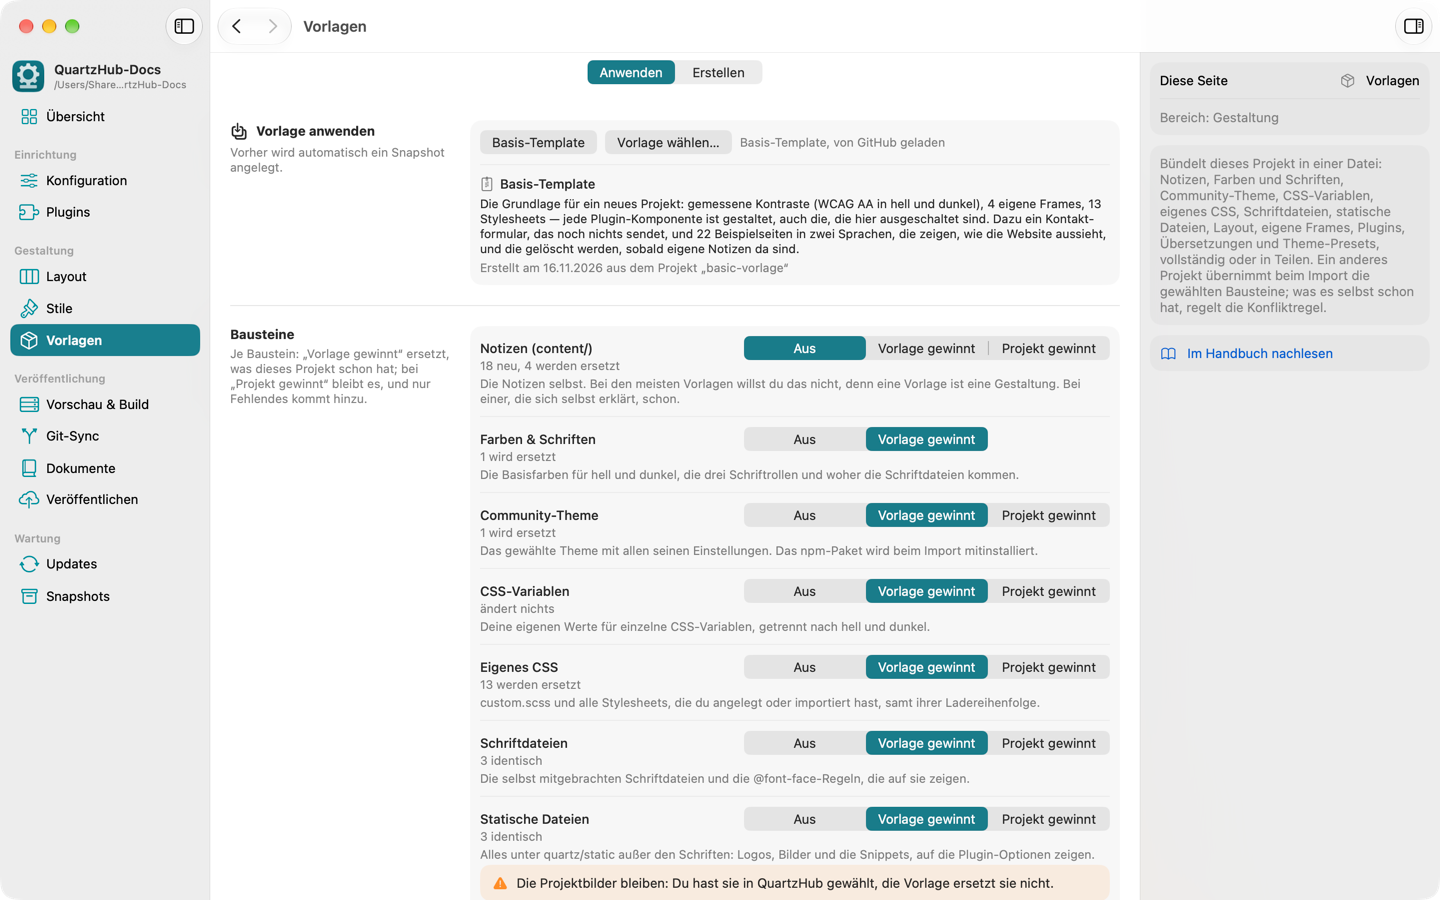 Vorlagen
QuartzHub-Docs
/Users/Share...rtzHub-Docs
Übersicht
Einrichtung
Konfiguration
Plugins
Gestaltung
Layout
Stile
Vorlagen
Veröffentlichung
Vorschau & Build
Git-Sync
Dokumente
Veröffentlichen
Wartung
Updates
Snapshots
Anwenden
Erstellen
Vorlage anwenden
Vorher wird automatisch ein Snapshot
angelegt.
Basis-Template
Vorlage wählen...
Basis-Template, von GitHub geladen
Basis-Template
Die Grundlage für ein neues Projekt: gemessene Kontraste (WCAG AA in hell und dunkel), 4 eigene Frames, 13
Stylesheets — jede Plugin-Komponente ist gestaltet, auch die, die hier ausgeschaltet sind. Dazu ein Kontakt-
formular, das noch nichts sendet, und 22 Beispielseiten in zwei Sprachen, die zeigen, wie die Website aussieht,
und die gelöscht werden, sobald eigene Notizen da sind.
Erstellt am 16.11.2026 aus dem Projekt „basic-vorlage“
Bausteine
Je Baustein: „Vorlage gewinnt“ ersetzt,
was dieses Projekt schon hat; bei
„Projekt gewinnt“ bleibt es, und nur
Fehlendes kommt hinzu.
Notizen (content/)
Aus
Vorlage gewinnt
Projekt gewinnt
18 neu, 4 werden ersetzt
Die Notizen selbst. Bei den meisten Vorlagen willst du das nicht, denn eine Vorlage ist eine Gestaltung. Bei
einer, die sich selbst erklärt, schon.
Farben & Schriften
Aus
Vorlage gewinnt
1 wird ersetzt
Die Basisfarben für hell und dunkel, die drei Schriftrollen und woher die Schriftdateien kommen.
Community-Theme
Aus
Vorlage gewinnt
Projekt gewinnt
1 wird ersetzt
Das gewählte Theme mit allen seinen Einstellungen. Das npm-Paket wird beim Import mitinstalliert.
CSS-Variablen
Aus
Vorlage gewinnt
Projekt gewinnt
ändert nichts
Deine eigenen Werte für einzelne CSS-Variablen, getrennt nach hell und dunkel.
Eigenes CSS
Aus
Vorlage gewinnt
Projekt gewinnt
13 werden ersetzt
custom.scss und alle Stylesheets, die du angelegt oder importiert hast, samt ihrer Ladereihenfolge.
Schriftdateien
Aus
Vorlage gewinnt
Projekt gewinnt
3 identisch
Die selbst mitgebrachten Schriftdateien und die @font-face-Regeln, die auf sie zeigen.
Statische Dateien
Aus
Vorlage gewinnt
Projekt gewinnt
3 identisch
Alles unter quartz/static außer den Schriften: Logos, Bilder und die Snippets, auf die Plugin-Optionen zeigen.
Die Projektbilder bleiben: Du hast sie in QuartzHub gewählt, die Vorlage ersetzt sie nicht.
Diese Seite
Vorlagen
Bereich: Gestaltung
Bündelt dieses Projekt in einer Datei:
Notizen, Farben und Schriften,
Community-Theme, CSS-Variablen,
eigenes CSS, Schriftdateien, statische
Dateien, Layout, eigene Frames, Plugins,
Übersetzungen und Theme-Presets,
vollständig oder in Teilen. Ein anderes
Projekt übernimmt beim Import die
gewählten Bausteine; was es selbst schon
hat, regelt die Konfliktregel.
Im Handbuch nachlesen